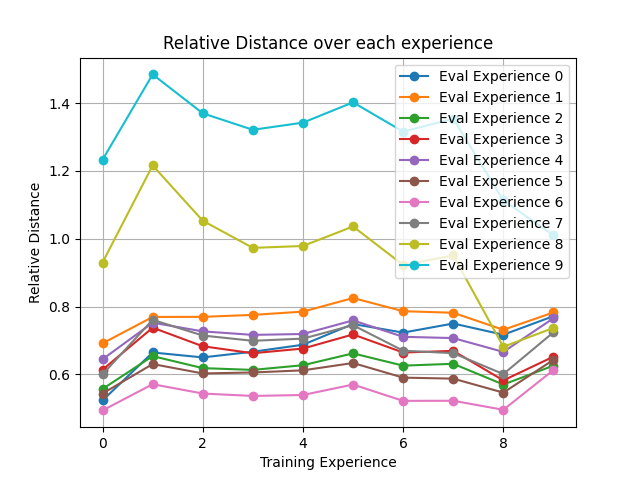 Relative Distance over each experience
Relative Distance
1.4
1.2
1.0
0.8
0.6
Eval Experience 0
Eval Experience 1
Eval Experience 2
Eval Experience 3
Eval Experience 4
Eval Experience 5
Eval Experience 6
Eval Experience 7
Eval Experience 8
Eval Experience 9
0 2 4 6 8
Training Experience